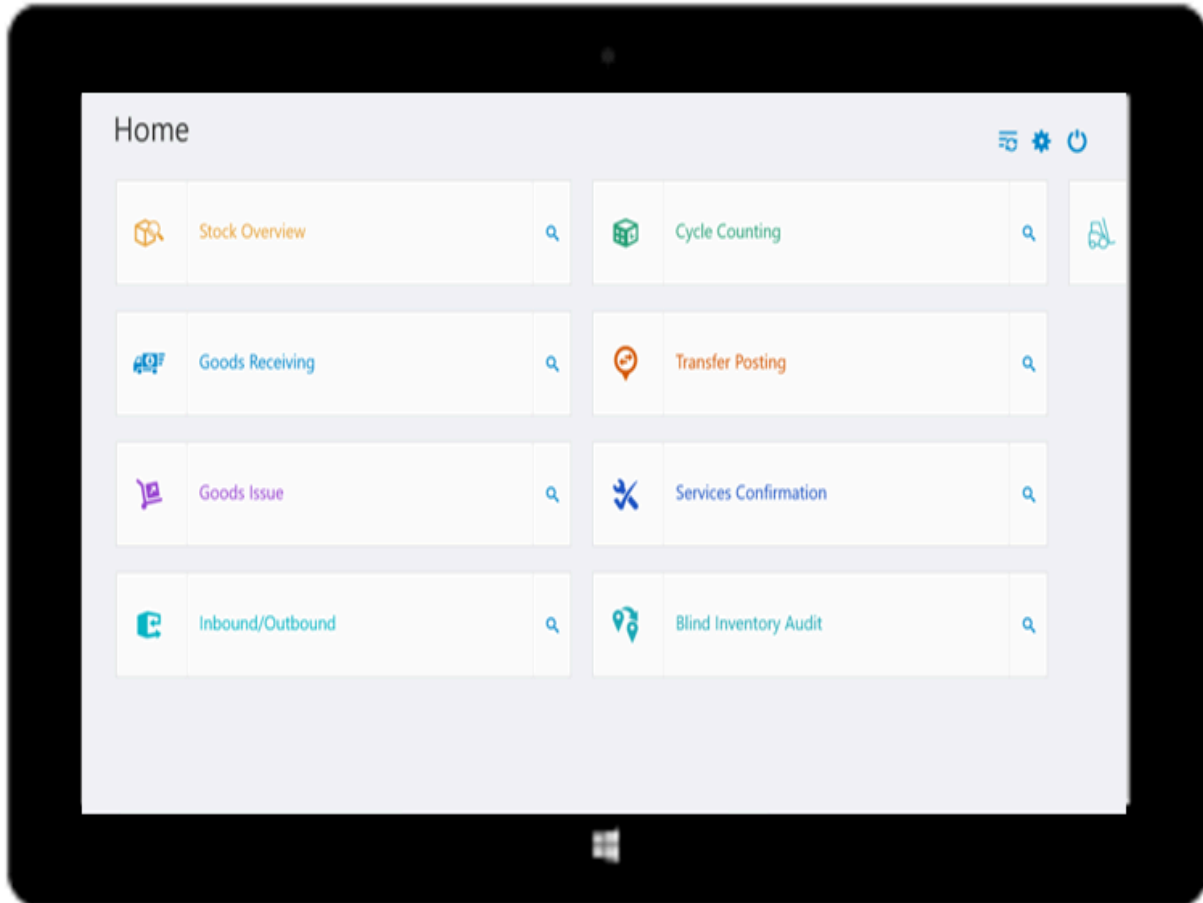 Home
Stock Overview
Cycle Counting
Goods Receiving
Transfer Posting
Goods Issue
Services Confirmation
Inbound/Outbound
Blind Inventory Audit